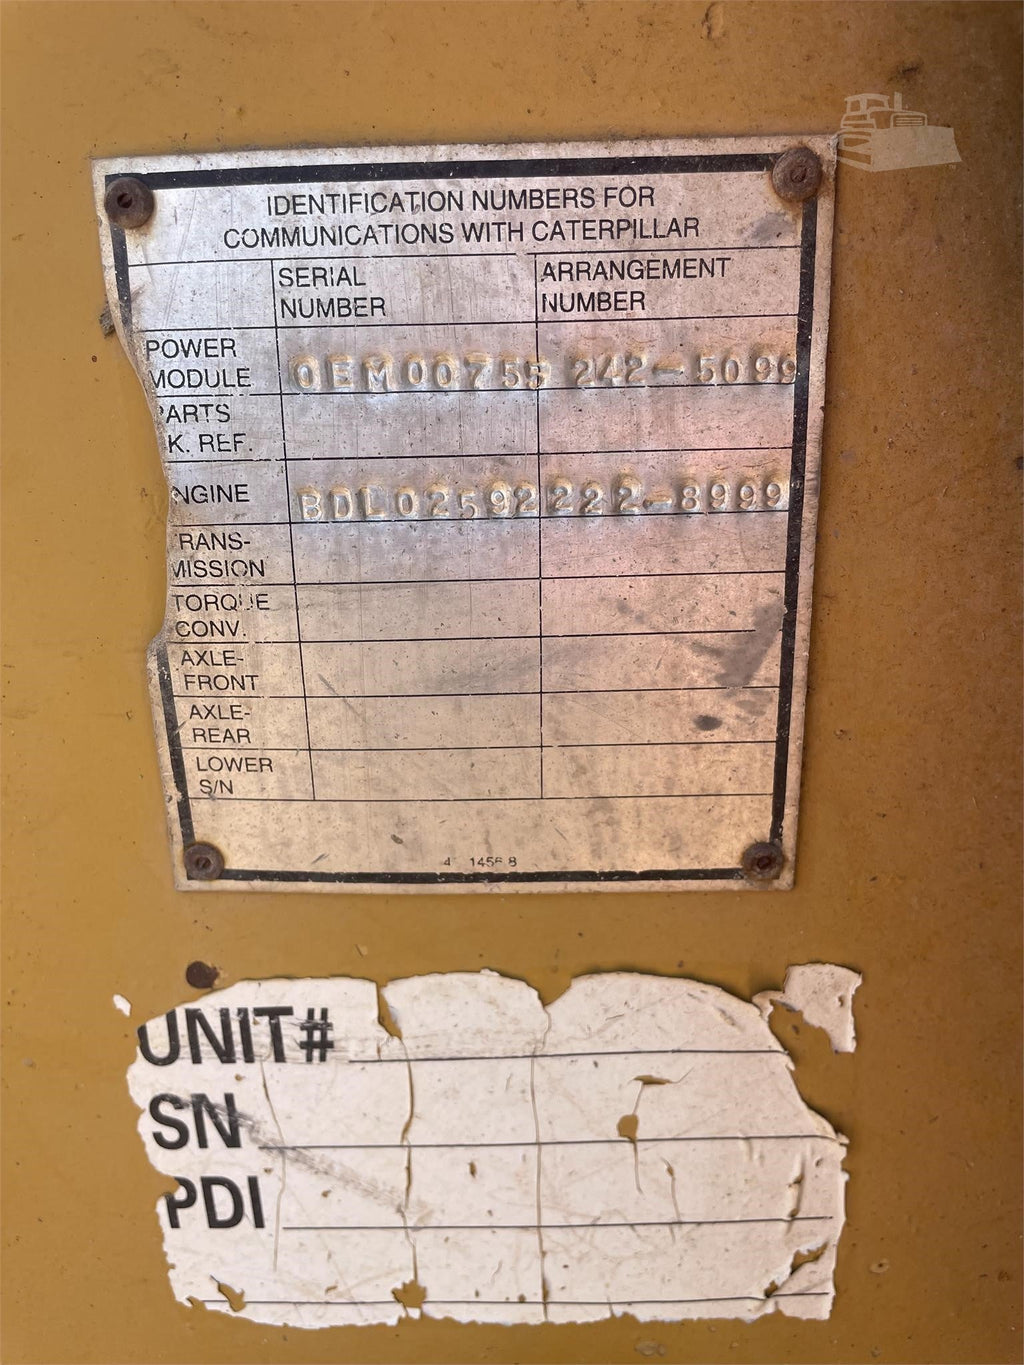 IDENTIFICATION NUMBERS FOR
COMMUNICATIONS WITH CATERPILLAR
SERIAL NUMBER
ARRANGEMENT NUMBER
POWER MODULE
0EM00755 242-5099
PARTS
K. REF.
NGINE
BDL02592 222-8999
RANS-
MISSION
TORQUE
CONV.
AXLE-
FRONT
AXLE-
REAR
LOWER
S/N
UNIT#
SN
PDI